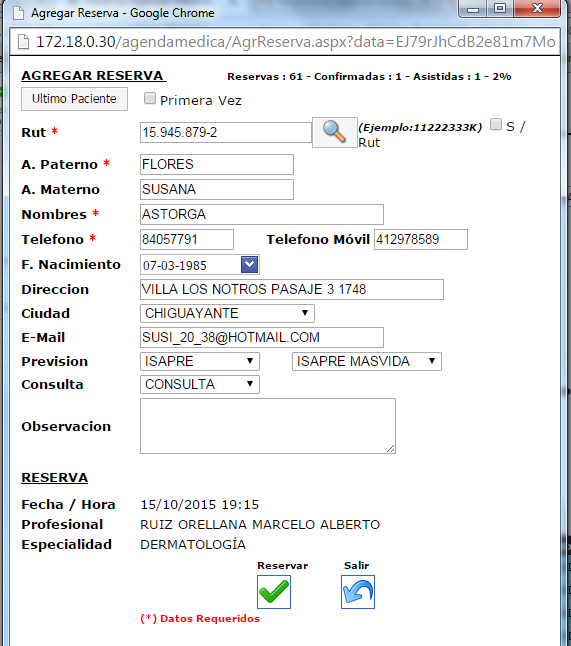 Agregar Reserva - Google Chrome
172.18.0.30/agendamedica/AgrReserva.aspx?data=EJ79rJhCdB2e81m7Mo
AGREGAR RESERVA Reservas : 61 - Confirmadas : 1 - Asistidas : 1 - 2%
Ultimo Paciente Primera Vez
Rut * 15.945.879-2 (Ejemplo:11222333K) S /
Rut
A. Paterno * FLORES
A. Materno SUSANA
Nombres * ASTORGA
Telefono * 84057791 Telefono Móvil 412978589
F. Nacimiento 07-03-1985
Direccion VILLA LOS NOTROS PASAJE 3 1748
Ciudad CHIGUAYANTE
E-Mail SUSI_20_38@HOTMAIL.COM
Prevision ISAPRE ISAPRE MASVIDA
Consulta CONSULTA
Observacion
RESERVA
Fecha / Hora 15/10/2015 19:15
Profesional RUIZ ORELLANA MARCELO ALBERTO
Especialidad DERMATOLOGÍA
Reservar Salir
(*) Datos Requeridos